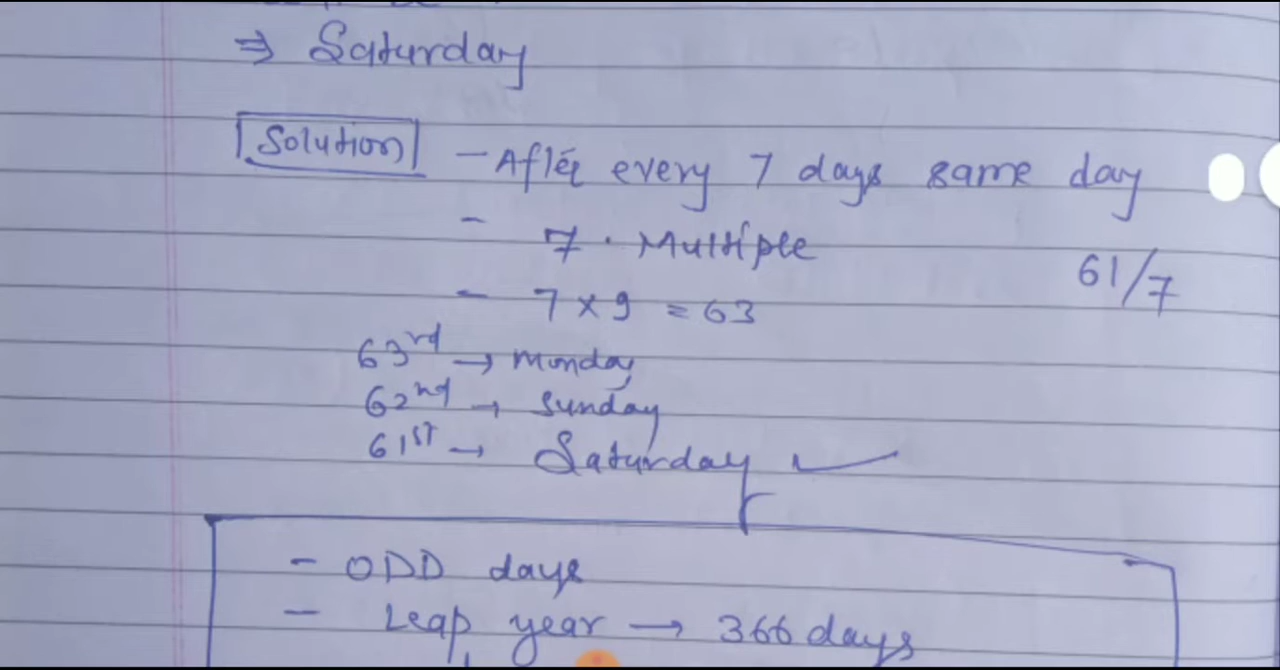 ⇒ Saturday
Solution - After every 7 days same day
- 7 . Multiple
61/7
- 7 × 9 = 63
63rd → Monday
62nd → Sunday
61ST → Saturday
- ODD days
- Leap year → 366 days